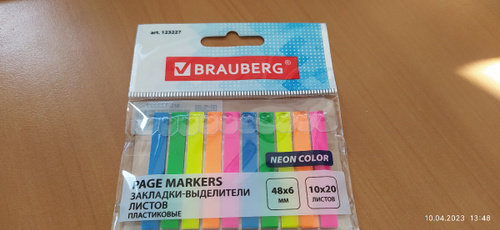 art. 123227
BRAUBERG®
NEON COLOR
PAGE MARKERS
ЗАКЛАДКИ-ВЫДЕЛИТЕЛИ
ЛИСТОВ
ПЛАСТИКОВЫЕ
48x6
ММ
10x20
ЛИСТОВ
10.04.2023 13:48